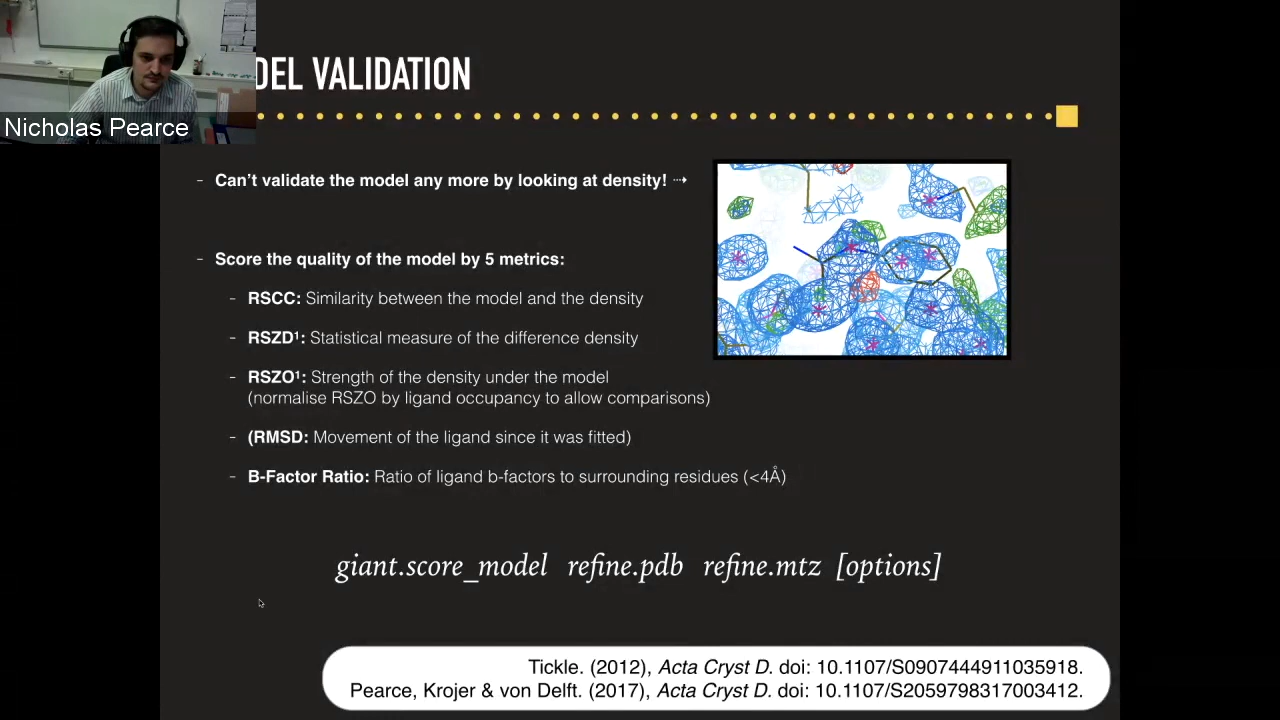 DEL VALIDATION
Nicholas Pearce
- Can’t validate the model any more by looking at density! ⇢
- Score the quality of the model by 5 metrics:
- RSCC: Similarity between the model and the density
- RSZD¹: Statistical measure of the difference density
- RSZO¹: Strength of the density under the model
(normalise RSZO by ligand occupancy to allow comparisons)
- (RMSD: Movement of the ligand since it was fitted)
- B-Factor Ratio: Ratio of ligand b-factors to surrounding residues (<4Å)
giant.score_model refine.pdb refine.mtz [options]
Tickle. (2012), Acta Cryst D. doi: 10.1107/S0907444911035918.
Pearce, Krojer & von Delft. (2017), Acta Cryst D. doi: 10.1107/S2059798317003412.